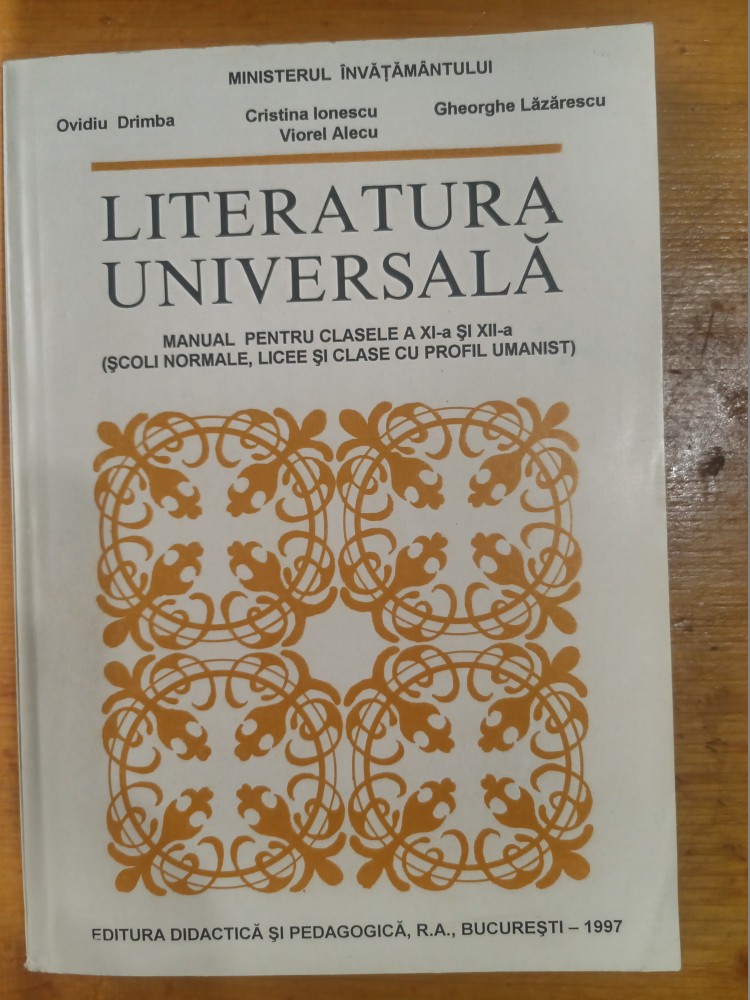 MINISTERUL ÎNVĂȚĂMÂNTULUI
Ovidiu Drimba Cristina Ionescu Gheorghe Lăzărescu
Viorel Alecu
LITERATURA
UNIVERSALĂ
MANUAL PENTRU CLASELE A XI-a ŞI XII-a
(ŞCOLI NORMALE, LICEE ŞI CLASE CU PROFIL UMANIST)
EDITURA DIDACTICĂ ŞI PEDAGOGICĂ, R.A., BUCUREŞTI – 1997